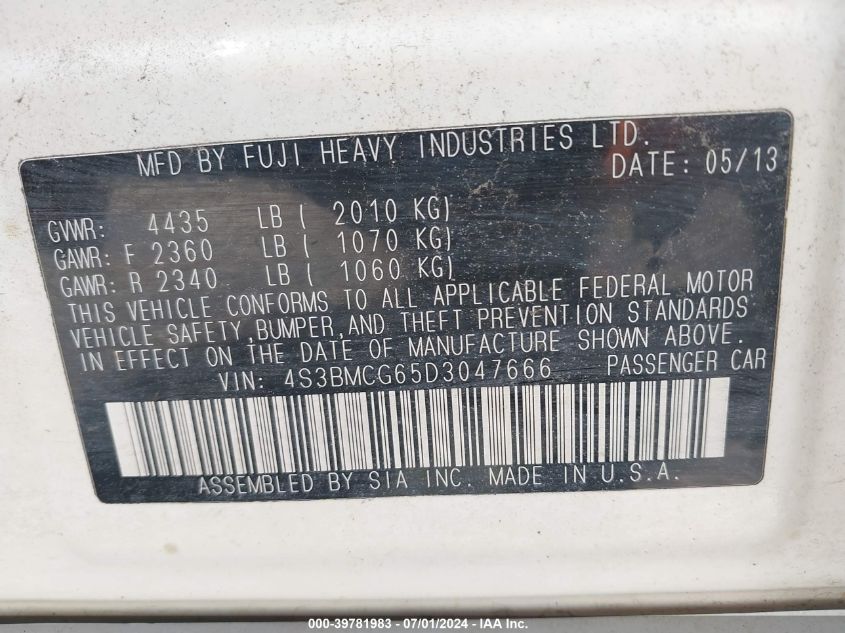 MFD BY FUJI HEAVY INDUSTRIES LTD.
DATE: 05/13
GVWR: 4435 LB ( 2010 KG)
GAWR: F 2360 LB ( 1070 KG)
GAWR: R 2340 LB ( 1060 KG)
THIS VEHICLE CONFORMS TO ALL APPLICABLE FEDERAL MOTOR
VEHICLE SAFETY,BUMPER,AND THEFT PREVENTION STANDARDS
IN EFFECT ON THE DATE OF MANUFACTURE SHOWN ABOVE.
VIN: 4S3BMCG65D3047666 PASSENGER CAR
ASSEMBLED BY SIA INC. MADE IN U.S.A.
000-39781983 - 07/01/2024 - IAA Inc.